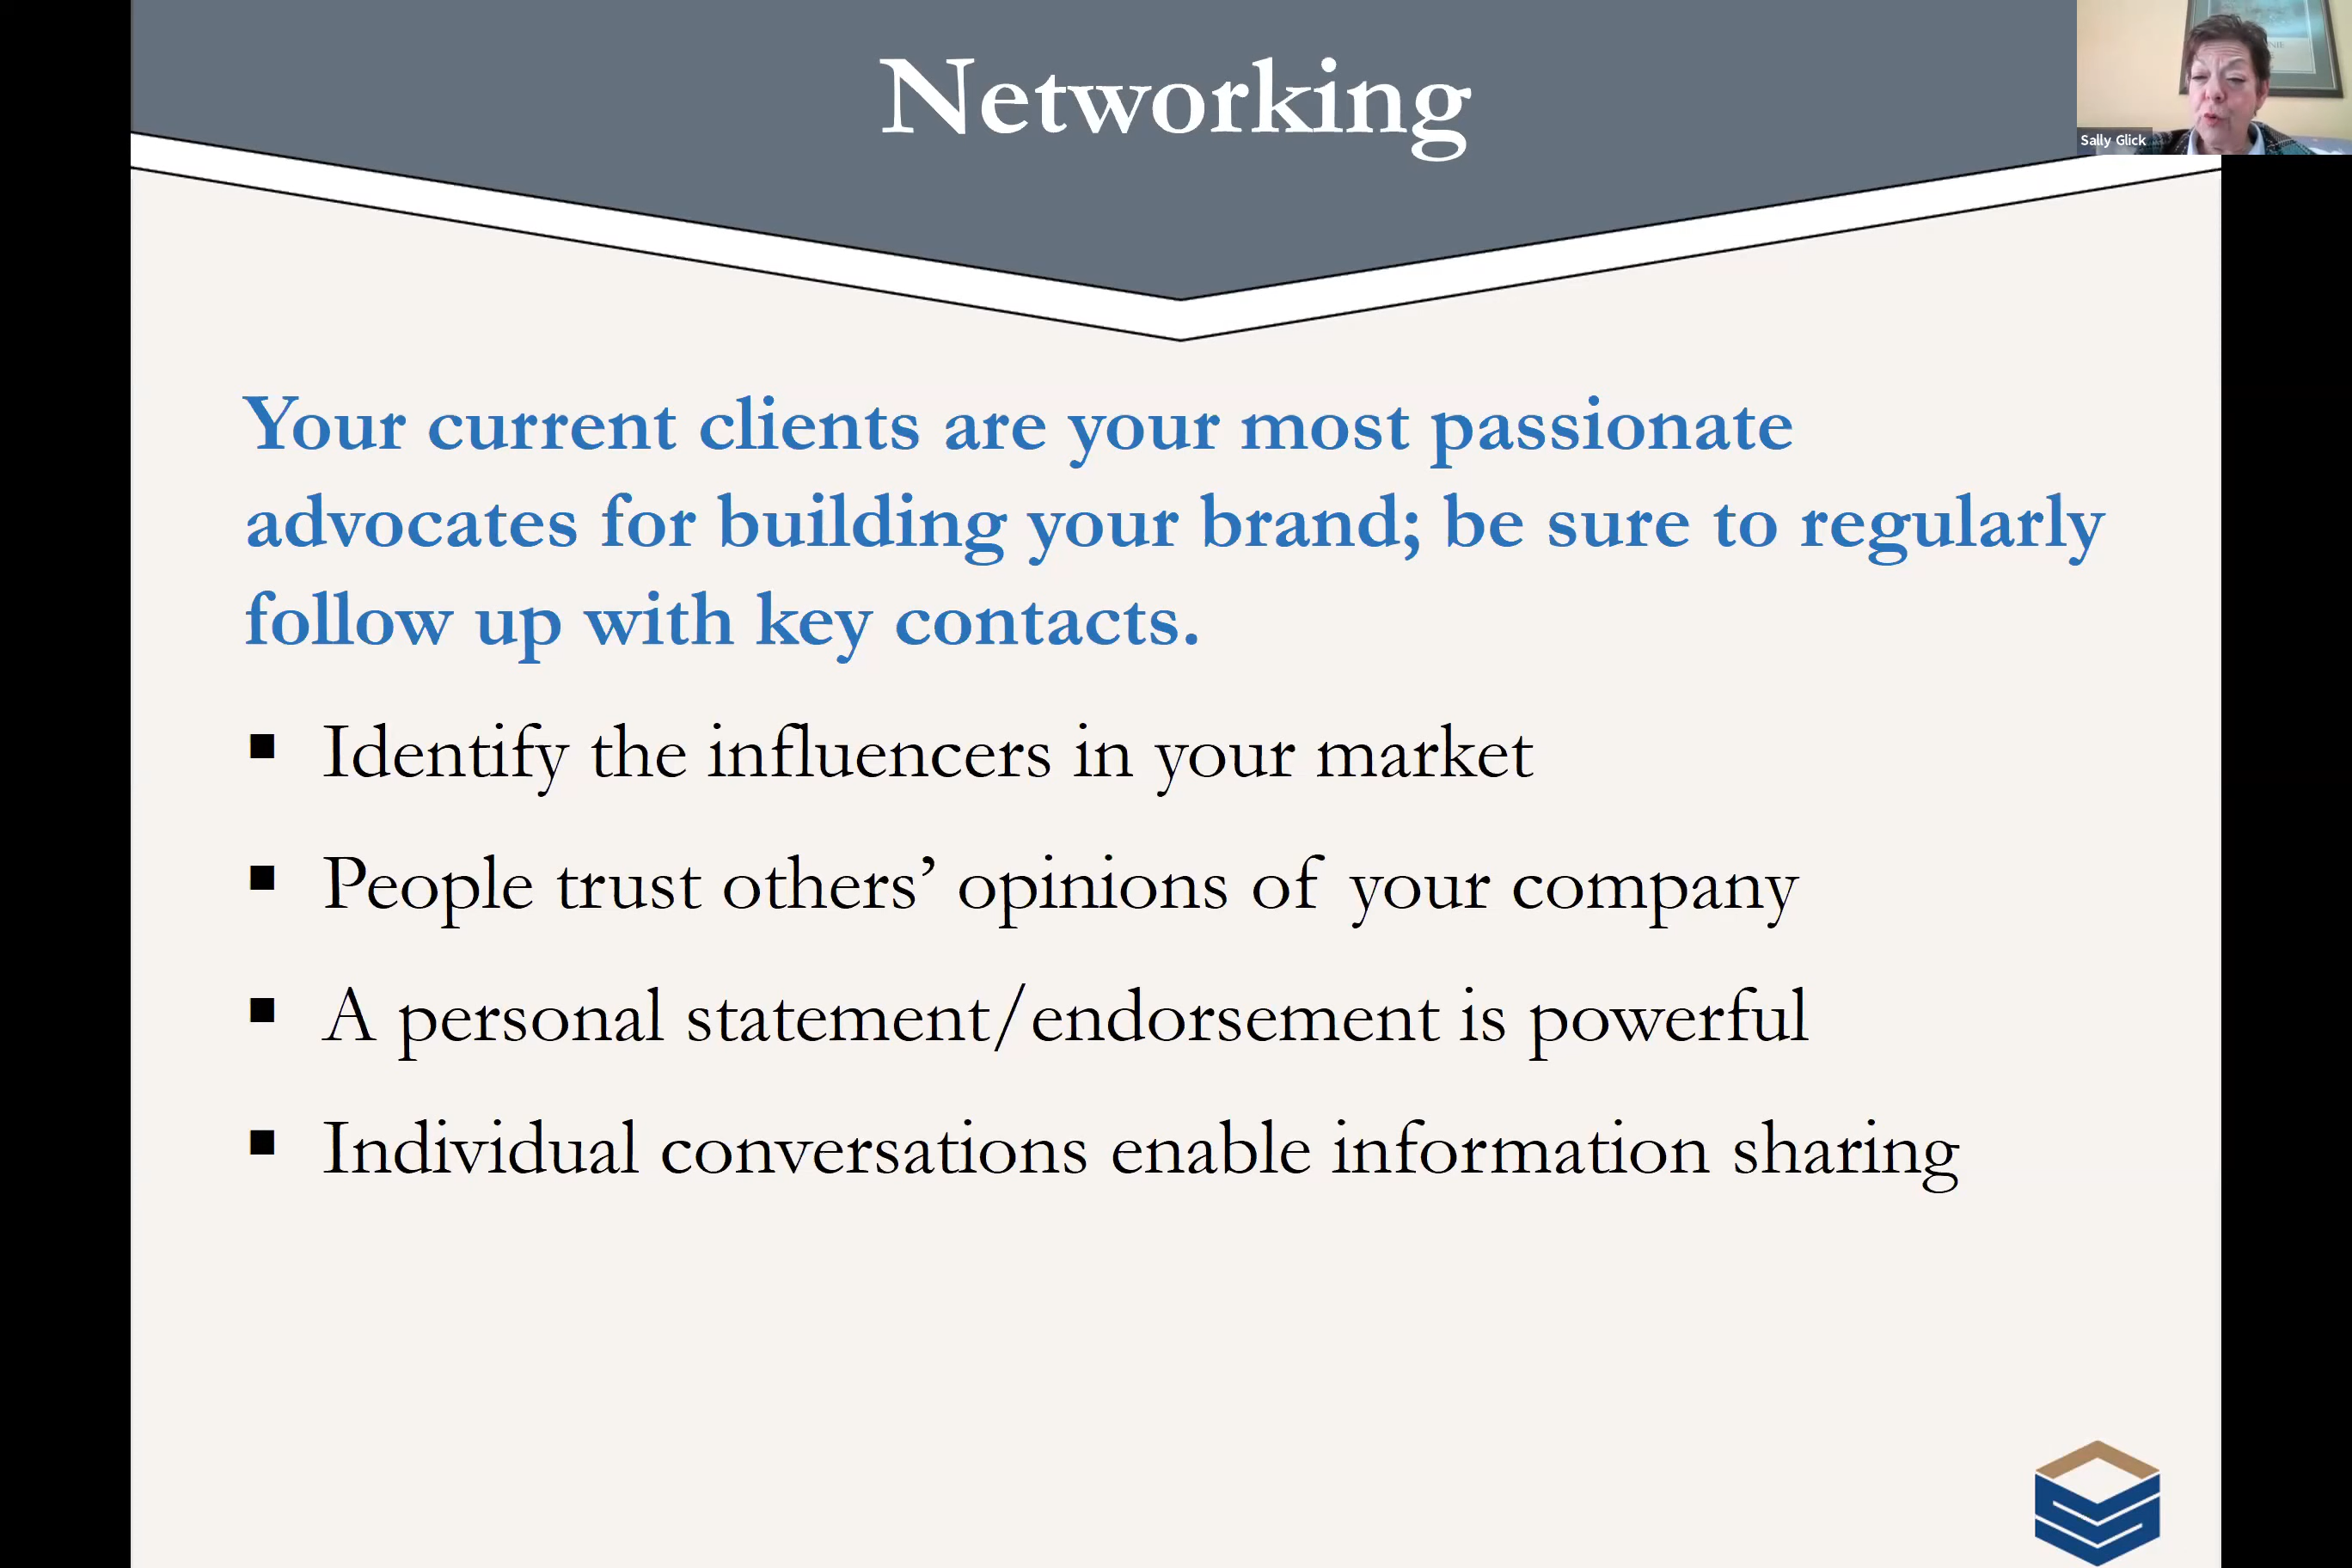 Networking
Sally Glick
Your current clients are your most passionate
advocates for building your brand; be sure to regularly
follow up with key contacts.
▪ Identify the influencers in your market
▪ People trust others’ opinions of your company
▪ A personal statement/endorsement is powerful
▪ Individual conversations enable information sharing